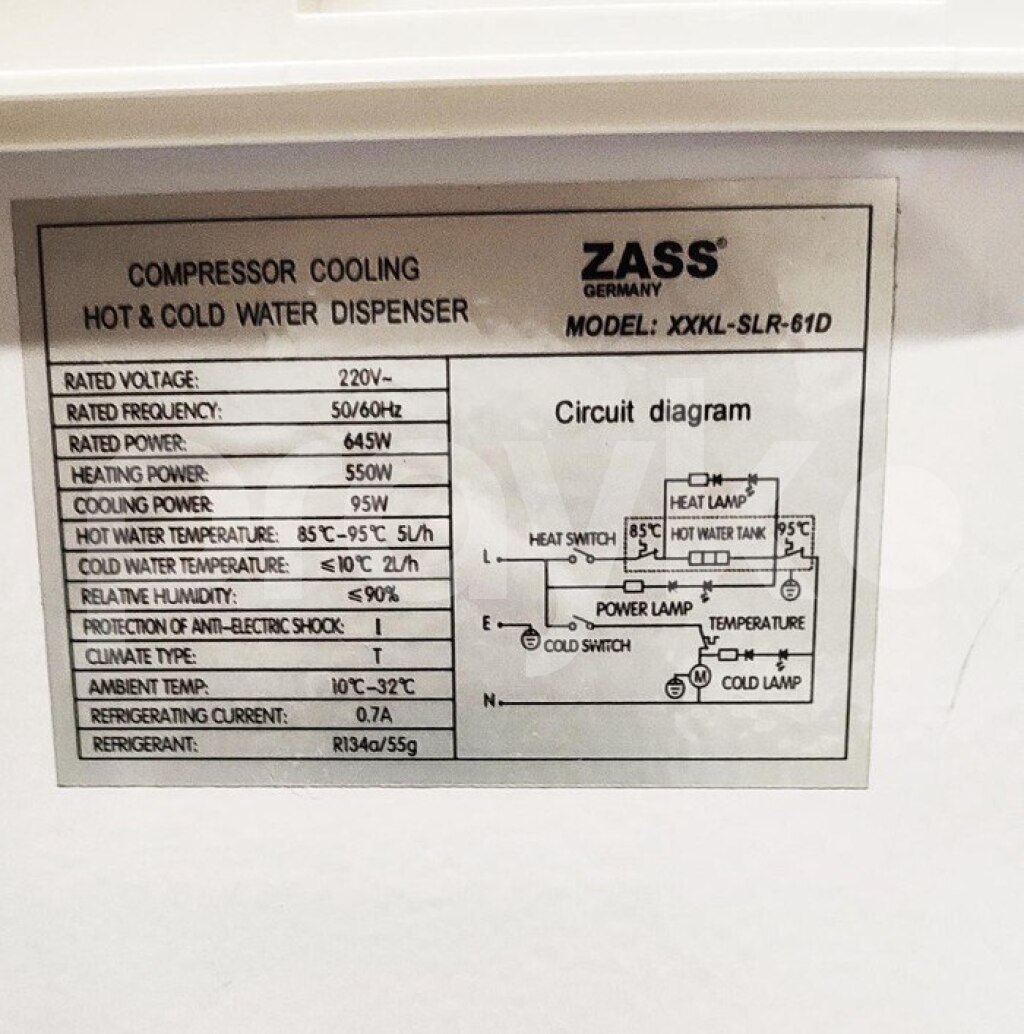 COMPRESSOR COOLING
HOT & COLD WATER DISPENSER
ZASS®
GERMANY
MODEL: XXKL-SLR-61D
RATED VOLTAGE: 220V~
RATED FREQUENCY: 50/60Hz
RATED POWER: 645W
HEATING POWER: 550W
COOLING POWER: 95W
HOT WATER TEMPERATURE: 85℃-95℃ 5L/h
COLD WATER TEMPERATURE: ≤10℃ 2L/h
RELATIVE HUMIDITY: ≤90%
PROTECTION OF ANTI-ELECTRIC SHOCK: I
CLIMATE TYPE: T
AMBIENT TEMP: 10℃-32℃
REFRIGERATING CURRENT: 0.7A
REFRIGERANT: R134a/55g
Circuit diagram
HEAT LAMP
HEAT SWITCH 85℃ HOT WATER TANK 95℃
L
POWER LAMP
E TEMPERATURE
COLD SWITCH
M COLD LAMP
N